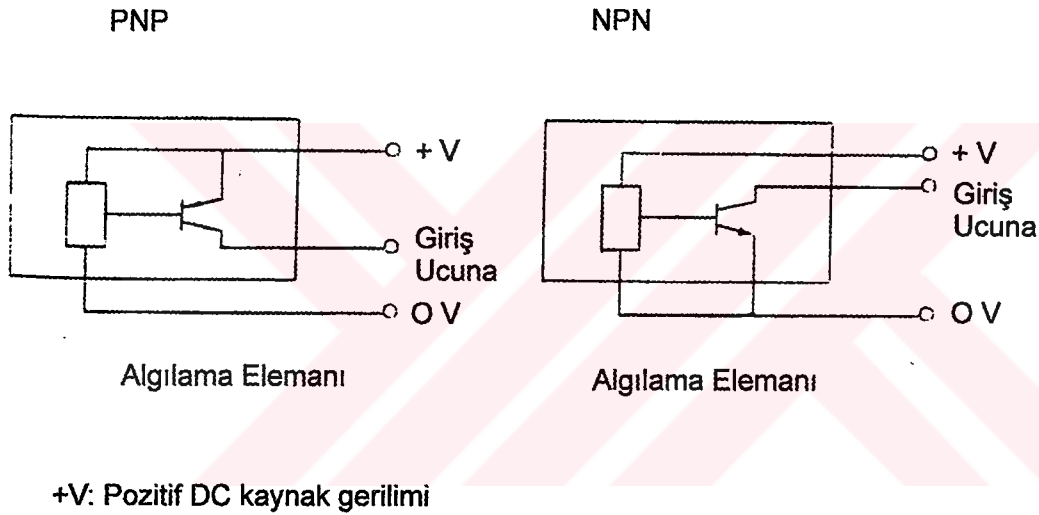 PNP
NPN
+ V
Giriş
Ucuna
O V
Algılama Elemanı
+ V
Giriş
Ucuna
O V
Algılama Elemanı
+V: Pozitif DC kaynak gerilimi